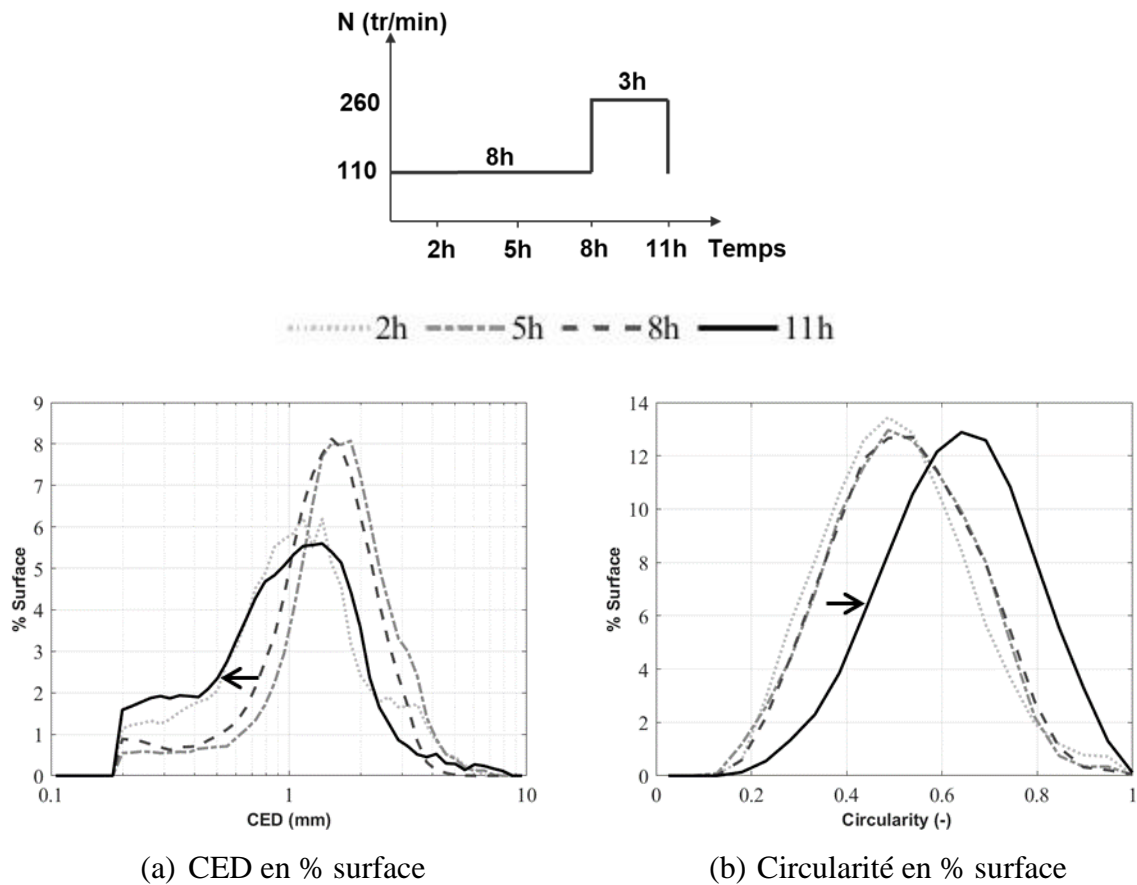 N (tr/min)
3h
260
8h
110
2h 5h 8h 11h Temps
2h 5h 8h 11h
9
8
7
6
5
4
3
2
1
0
% Surface
0.1 1 10
CED (mm)
14
12
10
8
6
4
2
0
% Surface
0 0.2 0.4 0.6 0.8 1
Circularity (-)
(a) CED en % surface
(b) Circularité en % surface